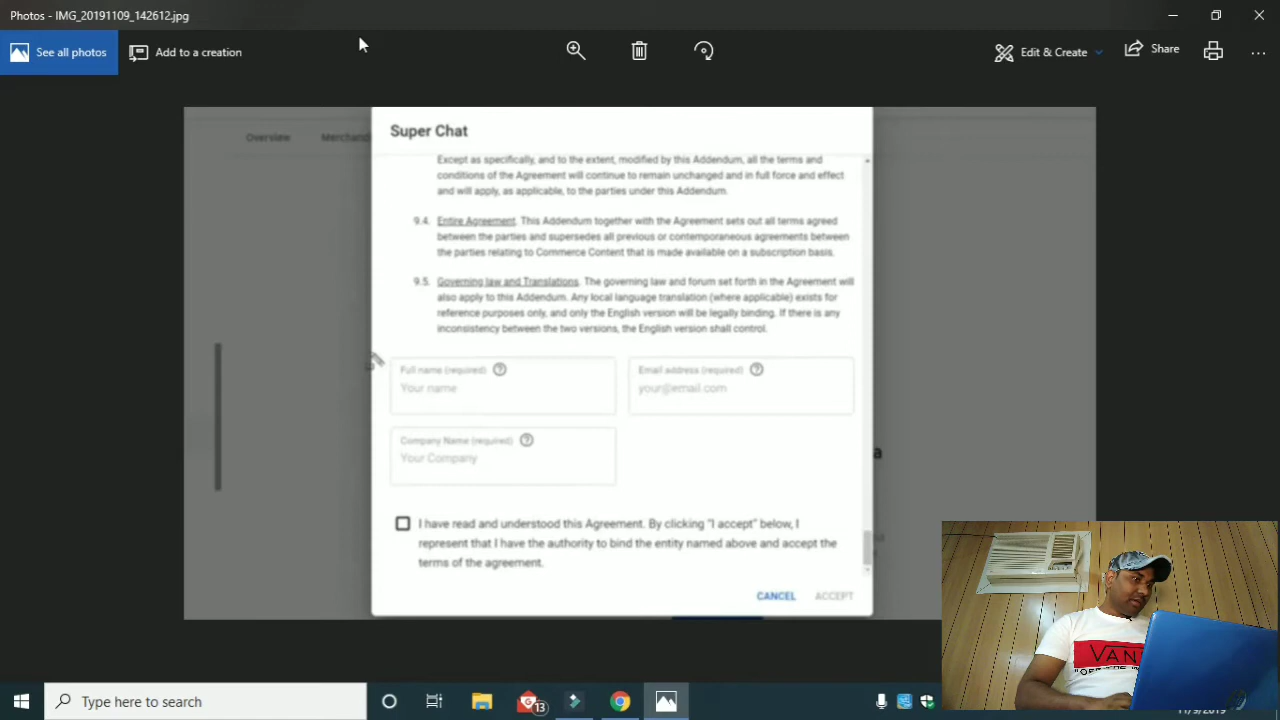 Photos - IMG_20191109_142612.jpg
See all photos
Add to a creation
Edit & Create
Share
Overview
Super Chat
Except as specifically, and to the extent, modified by this Addendum, all the terms and
conditions of the Agreement will continue to remain unchanged and in full force and effect
and will apply, as applicable, to the parties under this Addendum.
9.4. Entire Agreement. This Addendum together with the Agreement sets out all terms agreed
between the parties and supersedes all previous or contemporaneous agreements between
the parties relating to Commerce Content that is made available on a subscription basis.
9.5. Governing law and Translations. The governing law and forum set forth in the Agreement will
also apply to this Addendum. Any local language translation (where applicable) exists for
reference purposes only, and only the English version will be legally binding. If there is any
inconsistency between the two versions, the English version shall control.
Full name (required)
Your name
Email address (required)
your@email.com
Company Name (required)
Your Company
I have read and understood this Agreement. By clicking "I accept" below, I
represent that I have the authority to bind the entity named above and accept the
terms of the agreement.
CANCEL
ACCEPT
VAN
Type here to search
13
11/9/2019